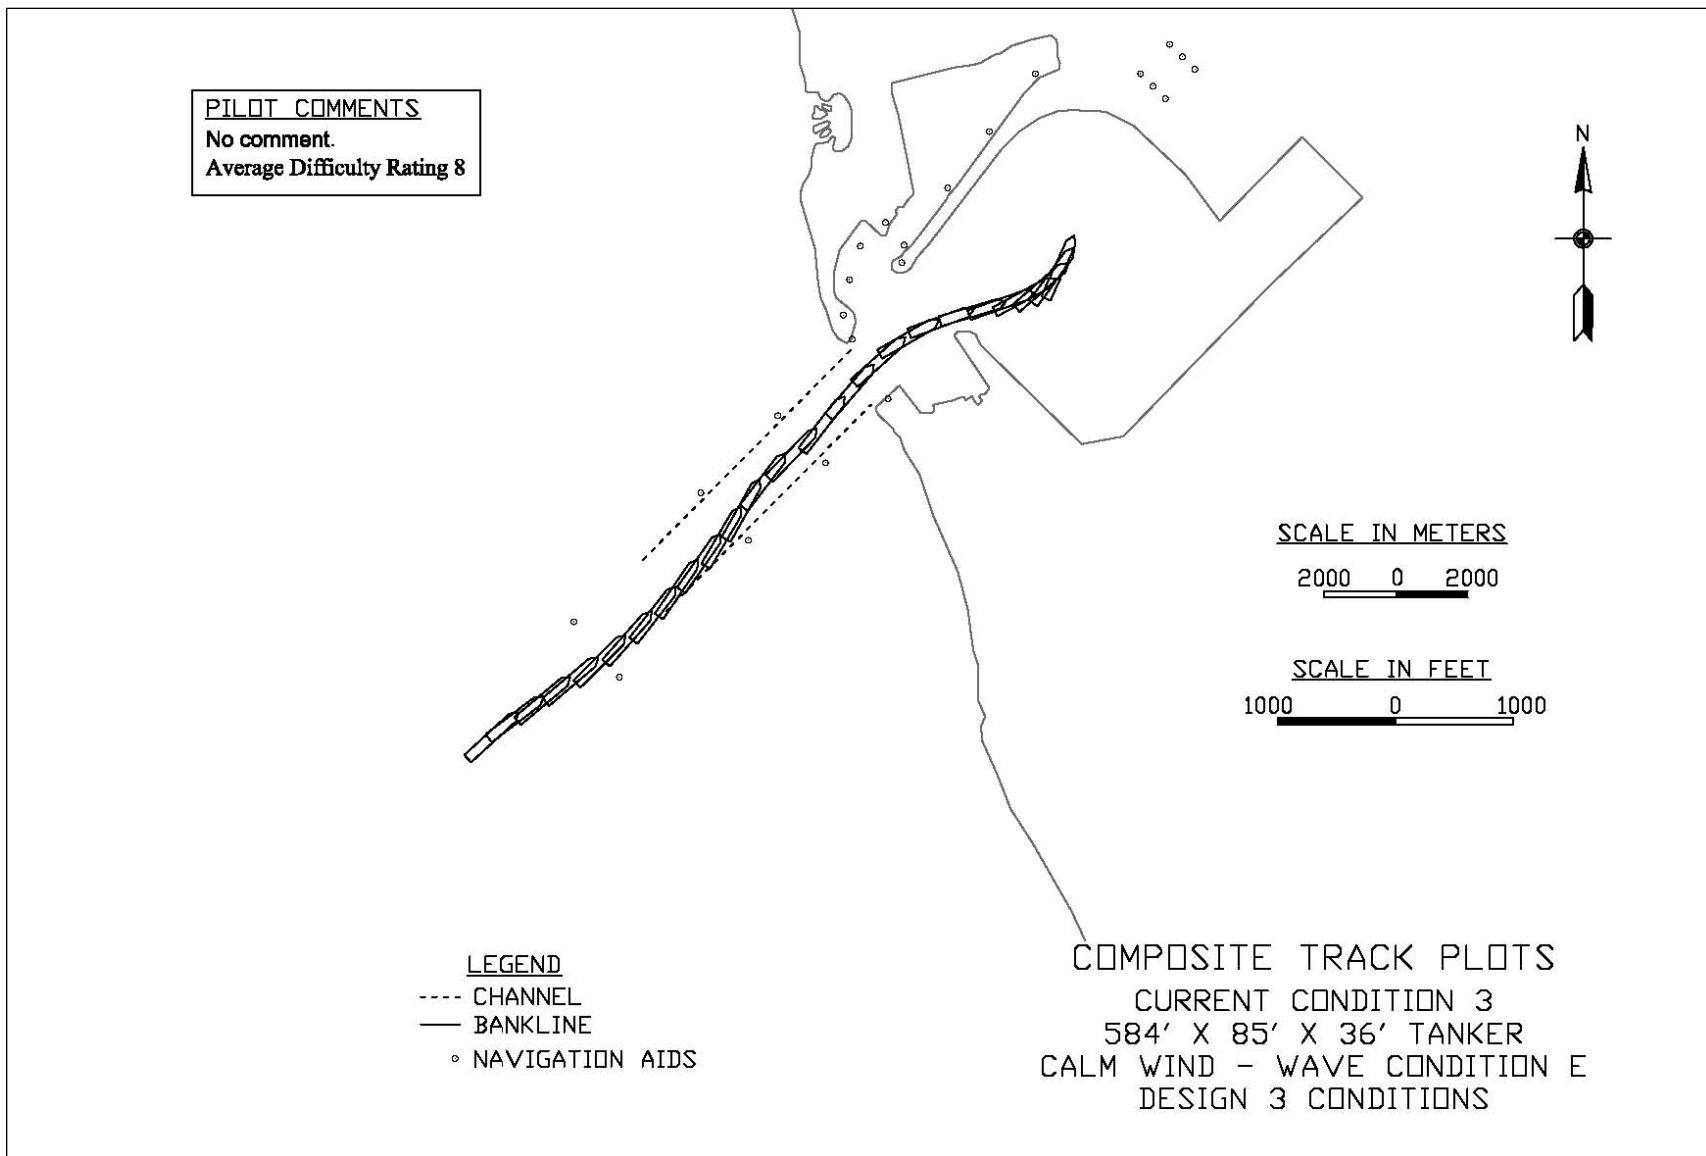 PILOT COMMENTS
No comment.
Average Difficulty Rating 8
N
SCALE IN METERS
2000 0 2000
SCALE IN FEET
1000 0 1000
LEGEND
CHANNEL
BANKLINE
NAVIGATION AIDS
COMPOSITE TRACK PLOTS
CURRENT CONDITION 3
584' X 85' X 36' TANKER
CALM WIND - WAVE CONDITION E
DESIGN 3 CONDITIONS